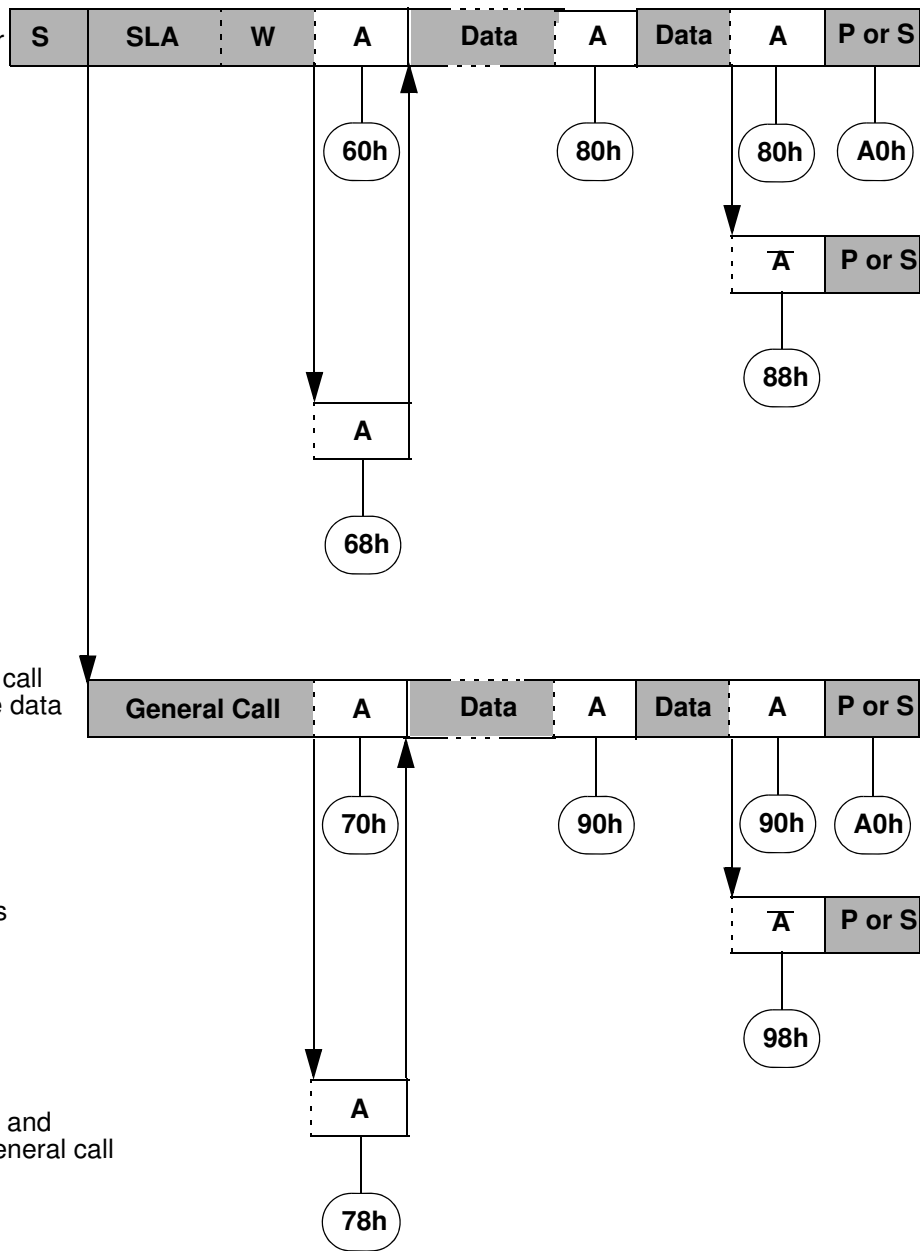 S SLA W A Data A Data A P or S
60h 80h 80h A0h
A̅ P or S
88h
A
68h
call
data
General Call A Data A Data A P or S
70h 90h 90h A0h
s
A̅ P or S
98h
and
eneral call
A
78h